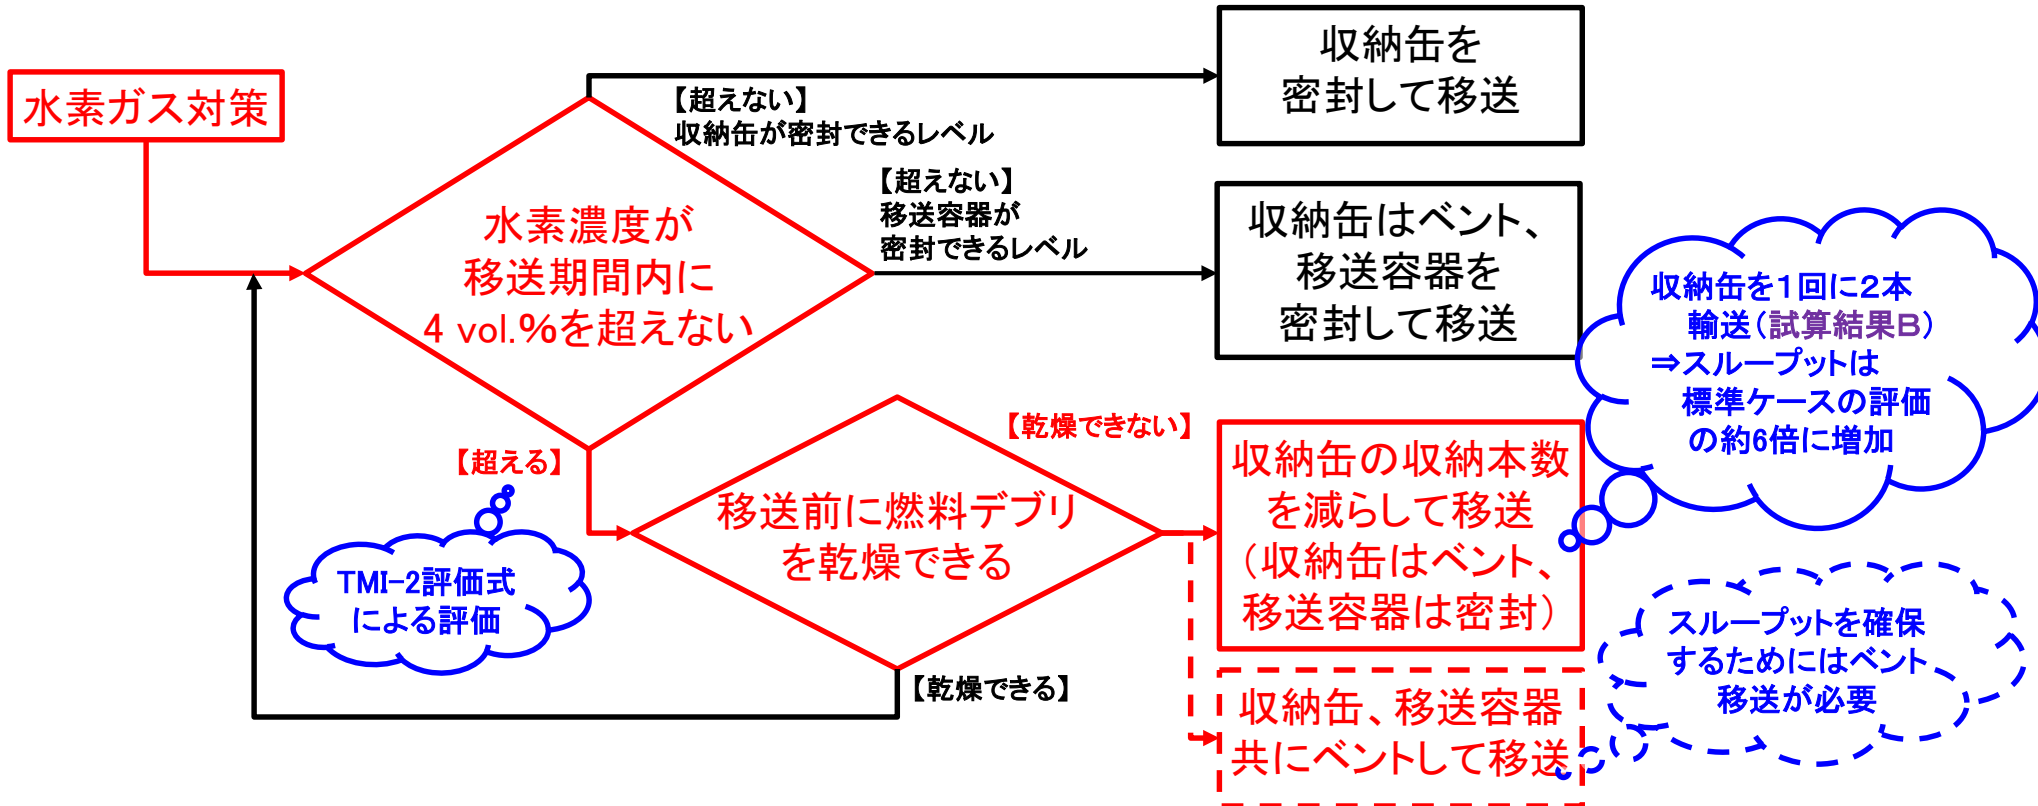 水素ガス対策
水素濃度が
移送期間内に
4 vol.%を超えない
【超えない】
収納缶が密封できるレベル
収納缶を
密封して移送
【超えない】
移送容器が
密封できるレベル
収納缶はベント、
移送容器を
密封して移送
収納缶を1回に2本
輸送(試算結果B)
⇒スループットは
標準ケースの評価
の約6倍に増加
【超える】
TMI-2評価式
による評価
移送前に燃料デブリ
を乾燥できる
【乾燥できない】
収納缶の収納本数
を減らして移送
(収納缶はベント、
移送容器は密封)
【乾燥できる】
収納缶、移送容器
共にベントして移送
スループットを確保
するためにはベント
移送が必要